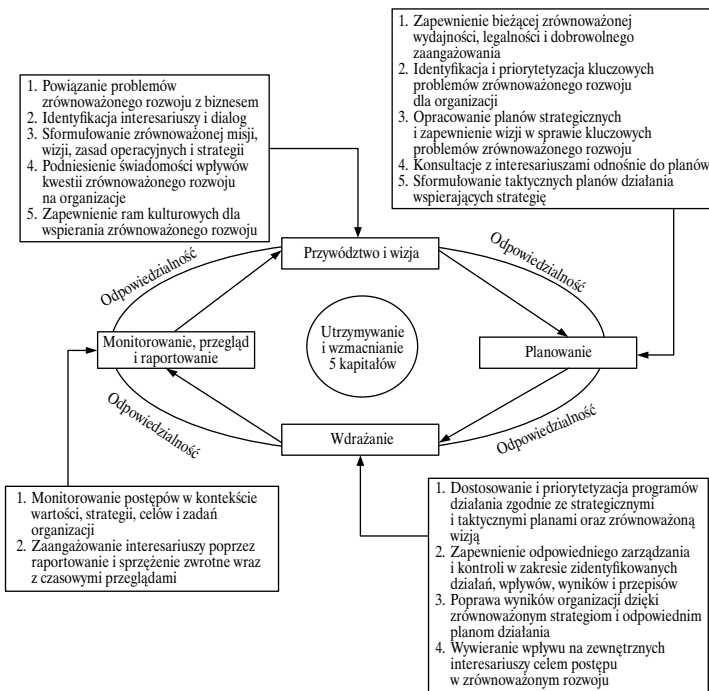 1. Zapewnienie bieżącej zrównoważonej
wydajności, legalności i dobrowolnego
zaangażowania
2. Identyfikacja i priorytetyzacja kluczowych
problemów zrównoważonego rozwoju
dla organizacji
3. Opracowanie planów strategicznych
i zapewnienie wizji w sprawie kluczowych
problemów zrównoważonego rozwoju
4. Konsultacje z interesariuszami odnośnie do planów
5. Sformułowanie taktycznych planów działania
wspierających strategię
1. Powiązanie problemów
zrównoważonego rozwoju z biznesem
2. Identyfikacja interesariuszy i dialog
3. Sformułowanie zrównoważonej misji,
wizji, zasad operacyjnych i strategii
4. Podniesienie świadomości wpływów
kwestii zrównoważonego rozwoju
na organizacje
5. Zapewnienie ram kulturowych dla
wspierania zrównoważonego rozwoju
Odpowiedzialność
Przywództwo i wizja
Odpowiedzialność
Monitorowanie, przegląd
i raportowanie
Utrzymywanie
i wzmacnianie
5 kapitałów
Planowanie
Odpowiedzialność
Wdrażanie
Odpowiedzialność
1. Monitorowanie postępów w kontekście
wartości, strategii, celów i zadań
organizacji
2. Zaangażowanie interesariuszy poprzez
raportowanie i sprzężenie zwrotne wraz
z czasowymi przeglądami
1. Dostosowanie i priorytetyzacja programów
działania zgodnie ze strategicznymi
i taktycznymi planami oraz zrównoważoną
wizją
2. Zapewnienie odpowiedniego zarządzania
i kontroli w zakresie zidentyfikowanych
działań, wpływów, wyników i przepisów
3. Poprawa wyników organizacji dzięki
zrównoważonym strategiom i odpowiednim
planom działania
4. Wywieranie wpływu na zewnętrznych
interesariuszy celem postępu
w zrównoważonym rozwoju